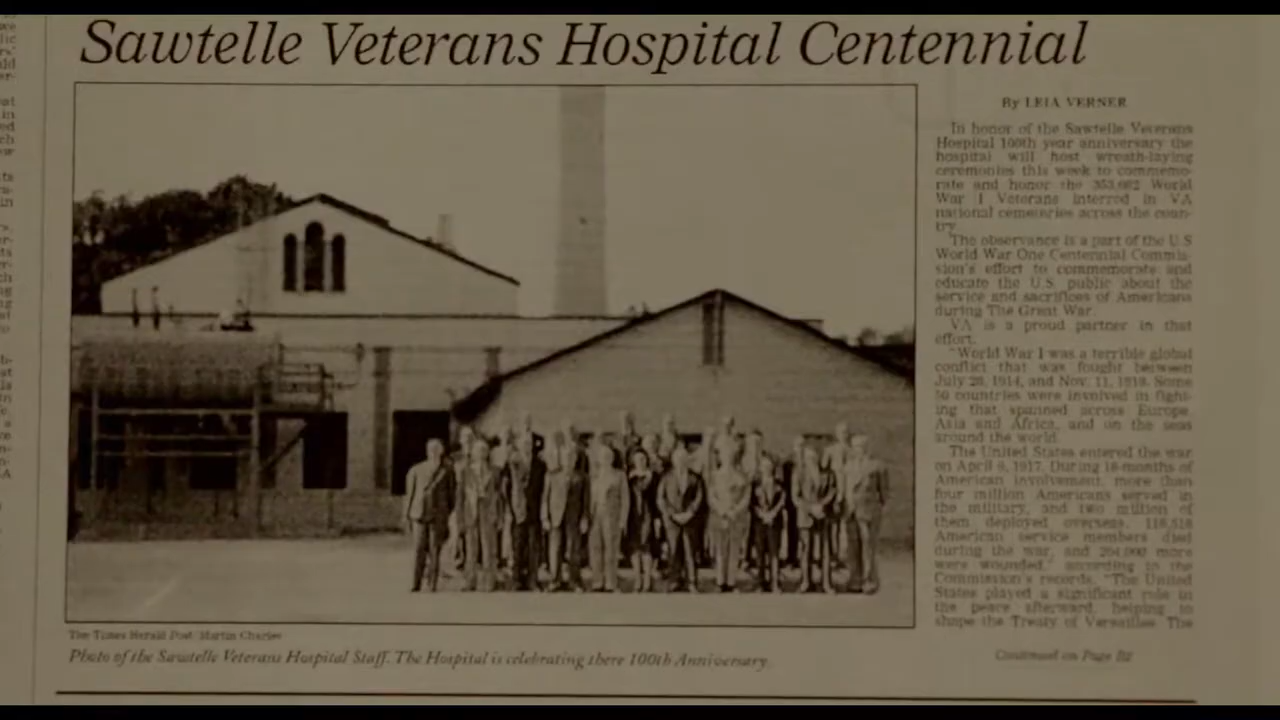 Sawtelle Veterans Hospital Centennial
By LEIA VERNER
In honor of the Sawtelle Veterans
Hospital 100th year anniversary the
hospital will host wreath-laying
ceremonies this week to commemo-
rate and honor the 353,082 World
War I Veterans interred in VA
national cemeteries across the coun-
try.
The observance is a part of the U.S
World War One Centennial Commis-
sion's effort to commemorate and
educate the U.S. public about the
service and sacrifices of Americans
during The Great War.
VA is a proud partner in that
effort.
"World War I was a terrible global
conflict that was fought between
July 28, 1914, and Nov. 11, 1918. Some
50 countries were involved in fight-
ing that spanned across Europe,
Asia and Africa, and on the seas
around the world.
The United States entered the war
on April 6, 1917. During 18-months of
American involvement, more than
four million Americans served in
the military, and two million of
them deployed overseas. 116,516
American service members died
during the war, and 204,000 more
were wounded," according to the
Commission's records. "The United
States played a significant role in
the peace afterward, helping to
shape the Treaty of Versailles. The
Continued on Page B2
The Times Herald Post/ Martin Charles
Photo of the Sawtelle Veterans Hospital Staff. The Hospital is celebrating there 100th Anniversary.